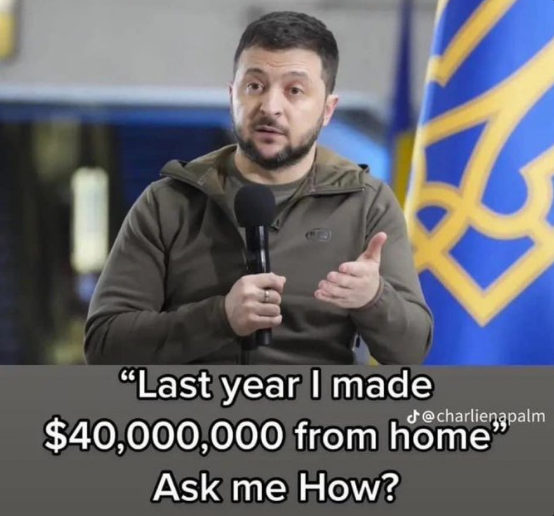 “Last year I made
@charlienapalm
$40,000,000 from home”
Ask me How?